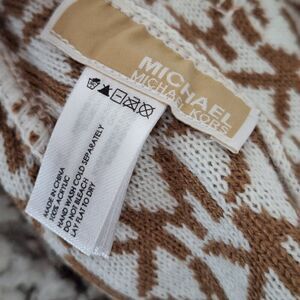 MICHAEL
MICHAEL KORS
MADE IN CHINA
100% ACRYLIC
HAND WASH COLD SEPARATELY
DO NOT BLEACH
LAY FLAT TO DRY